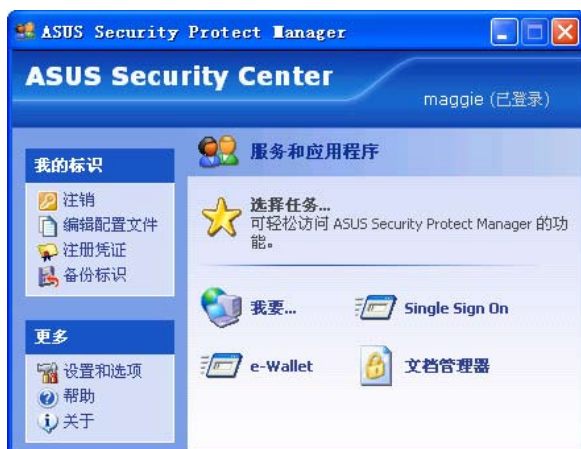 ASUS Security Protect Manager
ASUS Security Center
maggie (已登录)
我的标识
注销
编辑配置文件
注册凭证
备份标识
更多
设置和选项
帮助
关于
服务和应用程序
选择任务...
可轻松访问 ASUS Security Protect Manager 的功
能。
我要...
Single Sign On
e-Wallet
文档管理器